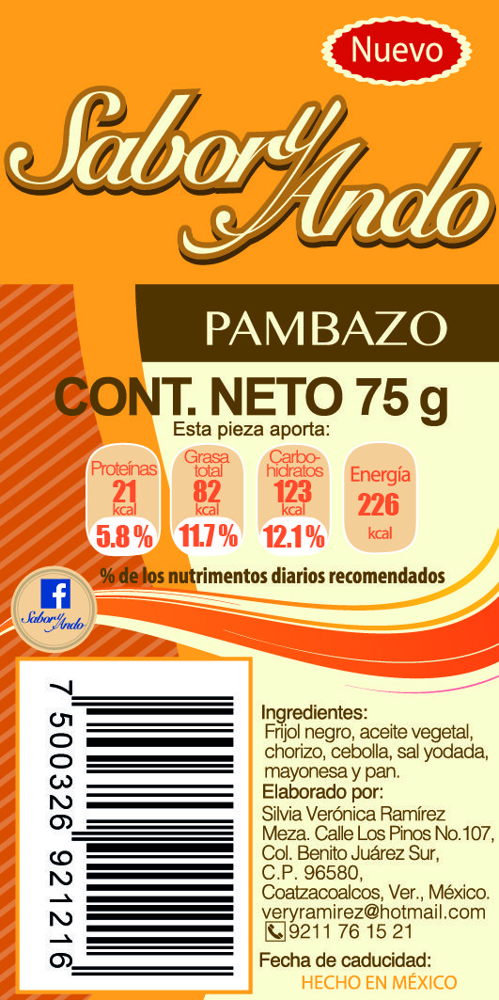 Nuevo
Sabor y Ando
PAMBAZO
CONT. NETO 75 g
Esta pieza aporta:
Proteínas
21
kcal
5.8 %
Grasa
total
82
kcal
11.7 %
Carbo-
hidratos
123
kcal
12.1 %
Energía
226
kcal
% de los nutrimentos diarios recomendados
f
Sabor y Ando
7 500326 921216
Ingredientes:
Frijol negro, aceite vegetal,
chorizo, cebolla, sal yodada,
mayonesa y pan.
Elaborado por:
Silvia Verónica Ramírez
Meza. Calle Los Pinos No.107,
Col. Benito Juárez Sur,
C.P. 96580,
Coatzacoalcos, Ver., México.
veryramirez@hotmail.com
9211 76 15 21
Fecha de caducidad:
HECHO EN MÉXICO